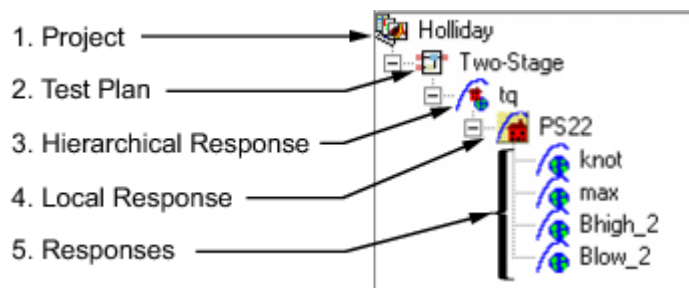 1. Project
Holliday
2. Test Plan
Two-Stage
tq
3. Hierarchical Response
PS22
4. Local Response
knot
max
5. Responses
Bhigh_2
Blow_2